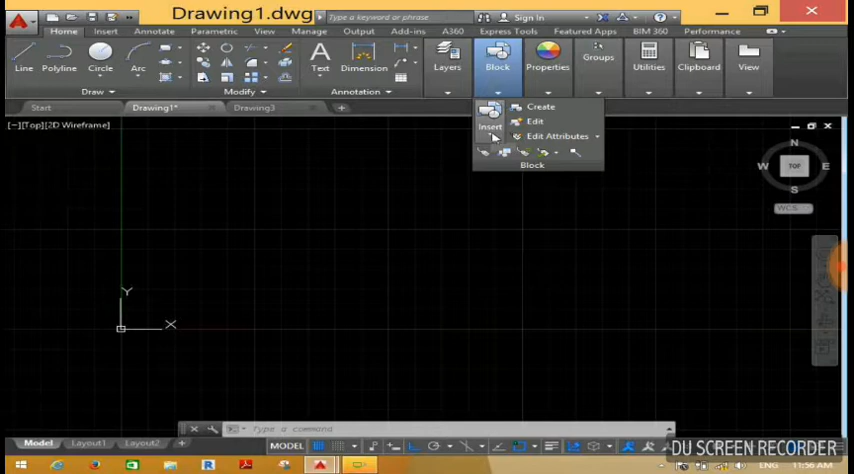 Drawing1.dwg
Type a keyword or phrase
Sign In
Home Insert Annotate Parametric View Manage Output Add-ins A360 Express Tools Featured Apps BIM 360 Performance
Line Polyline Circle Arc Text Dimension Layers Block Properties Groups Utilities Clipboard View
Draw Modify Annotation
Start Drawing1* Drawing3
Insert
Create
Edit
Edit Attributes
Block
[−][Top][2D Wireframe]
N
W TOP E
S
WCS
Y
X
Type a command
Model Layout1 Layout2 MODEL
DU SCREEN RECORDER
11:56 AM